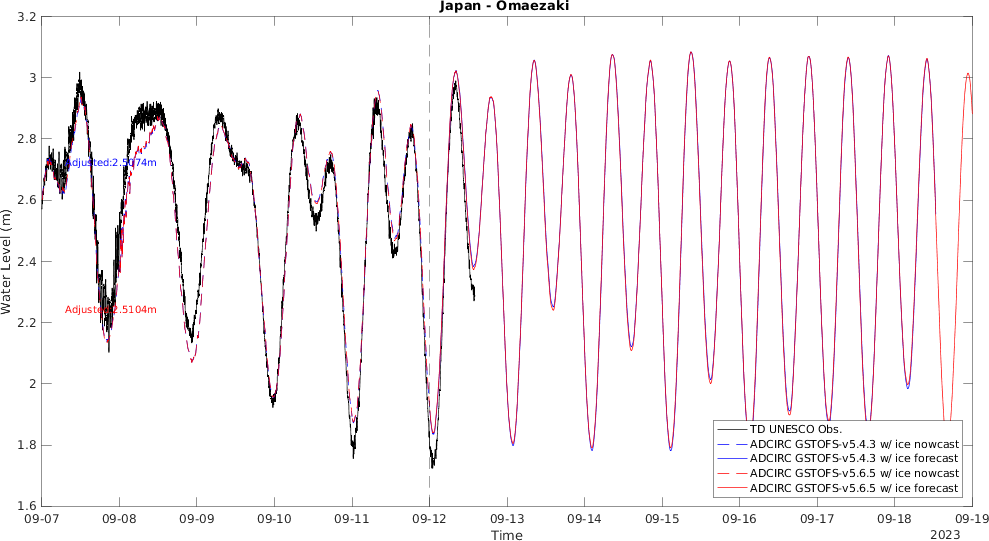 Japan - Omaezaki
Water Level (m)
3.2
3
2.8
2.6
2.4
2.2
2
1.8
1.6
Adjusted:2.5074m
Adjusted:2.5104m
TD UNESCO Obs.
ADCIRC GSTOFS-v5.4.3 w/ ice nowcast
ADCIRC GSTOFS-v5.4.3 w/ ice forecast
ADCIRC GSTOFS-v5.6.5 w/ ice nowcast
ADCIRC GSTOFS-v5.6.5 w/ ice forecast
09-07 09-08 09-09 09-10 09-11 09-12 09-13 09-14 09-15 09-16 09-17 09-18 09-19
Time
2023